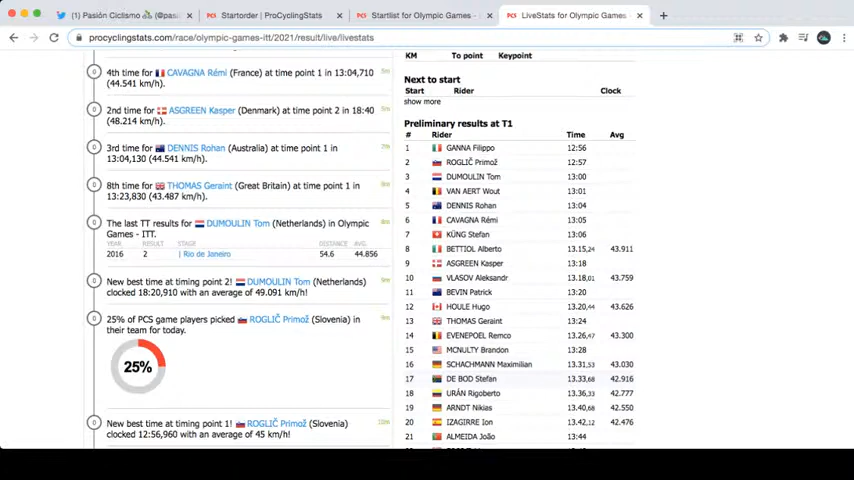 (1) Pasión Ciclismo 🚴 (@pasi
Startorder | ProCyclingStats
Startlist for Olympic Games -
LiveStats for Olympic Games -
procyclingstats.com/race/olympic-games-itt/2021/result/live/livestats
4th time for CAVAGNA Rémi (France) at time point 1 in 13:04,710
(44.541 km/h).
2nd time for ASGREEN Kasper (Denmark) at time point 2 in 18:40
(48.214 km/h).
3rd time for DENNIS Rohan (Australia) at time point 1 in
13:04,130 (44.541 km/h).
8th time for THOMAS Geraint (Great Britain) at time point 1 in
13:23,830 (43.487 km/h).
The last TT results for DUMOULIN Tom (Netherlands) in Olympic
Games - ITT.
YEAR RESULT STAGE DISTANCE AVG.
2016 2 | Rio de Janeiro 54.6 44.856
New best time at timing point 2! DUMOULIN Tom (Netherlands)
clocked 18:20,910 with an average of 49.091 km/h!
25% of PCS game players picked ROGLIČ Primož (Slovenia) in
their team for today.
25%
New best time at timing point 1! ROGLIČ Primož (Slovenia)
clocked 12:56,960 with an average of 45 km/h!
KM To point Keypoint
Next to start
Start Rider Clock
show more
Preliminary results at T1
# Rider Time Avg
1 GANNA Filippo 12:56
2 ROGLIČ Primož 12:57
3 DUMOULIN Tom 13:00
4 VAN AERT Wout 13:01
5 DENNIS Rohan 13:04
6 CAVAGNA Rémi 13:05
7 KÜNG Stefan 13:06
8 BETTIOL Alberto 13.15,24 43.911
9 ASGREEN Kasper 13:18
10 VLASOV Aleksandr 13.18,01 43.759
11 BEVIN Patrick 13:20
12 HOULE Hugo 13.20,44 43.626
13 THOMAS Geraint 13:24
14 EVENEPOEL Remco 13.26,47 43.300
15 MCNULTY Brandon 13:28
16 SCHACHMANN Maximilian 13.31,53 43.030
17 DE BOD Stefan 13.33,68 42.916
18 URÁN Rigoberto 13.36,33 42.777
19 ARNDT Nikias 13.40,68 42.550
20 IZAGIRRE Ion 13.42,12 42.476
21 ALMEIDA João 13:44